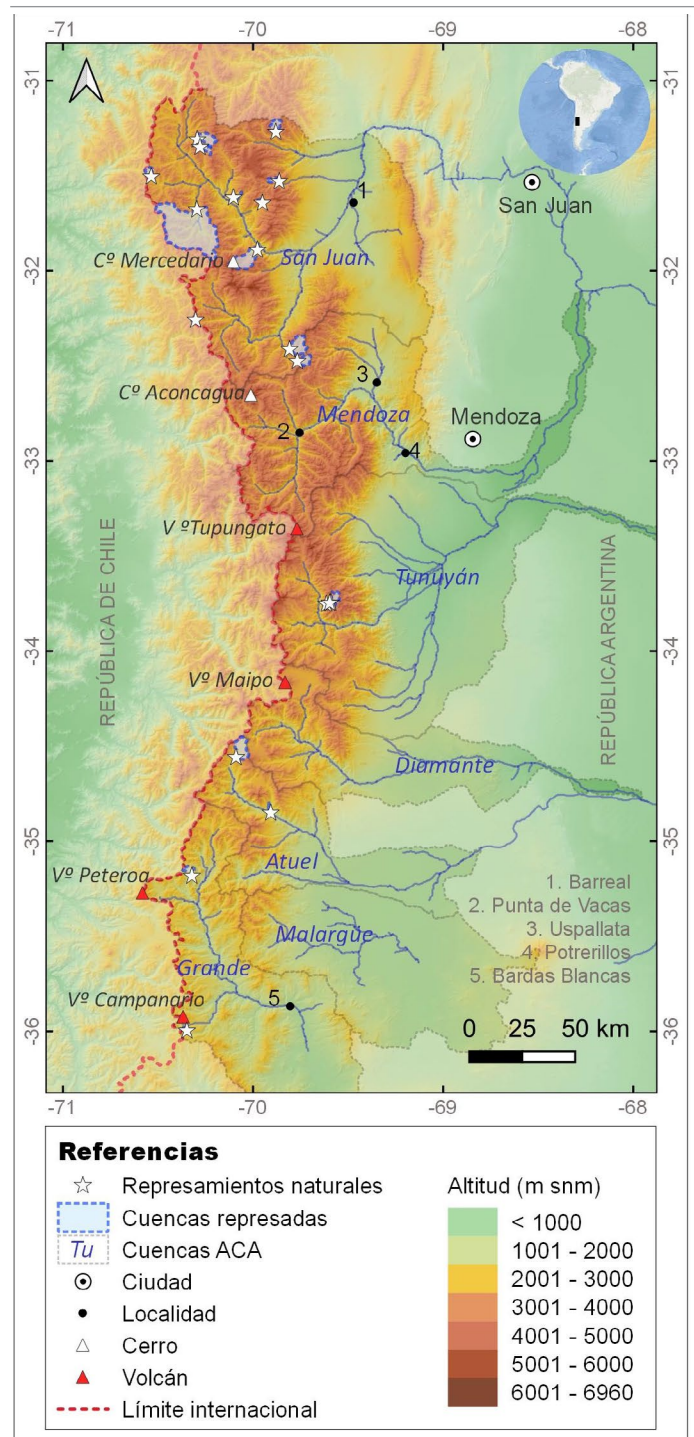 -71 -70 -69 -68
-31 -31
San Juan
1
San Juan
-32 -32
Cº Mercedario
3
Cº Aconcagua
Mendoza
Mendoza
2
4
-33 -33
V ºTupungato
REPÚBLICA DE CHILE
Tunuyán
REPÚBLICA ARGENTINA
-34 -34
Vº Maipo
Diamante
-35 -35
Vº Peteroa
Atuel
1. Barreal
2. Punta de Vacas
3. Uspallata
4. Potrerillos
5. Bardas Blancas
Malargüe
Grande
Vº Campanario
5
-36 -36
0 25 50 km
-71 -70 -69 -68
Referencias
Represamientos naturales
Cuencas represadas
Tu Cuencas ACA
Ciudad
Localidad
Cerro
Volcán
Límite internacional
Altitud (m snm)
< 1000
1001 - 2000
2001 - 3000
3001 - 4000
4001 - 5000
5001 - 6000
6001 - 6960